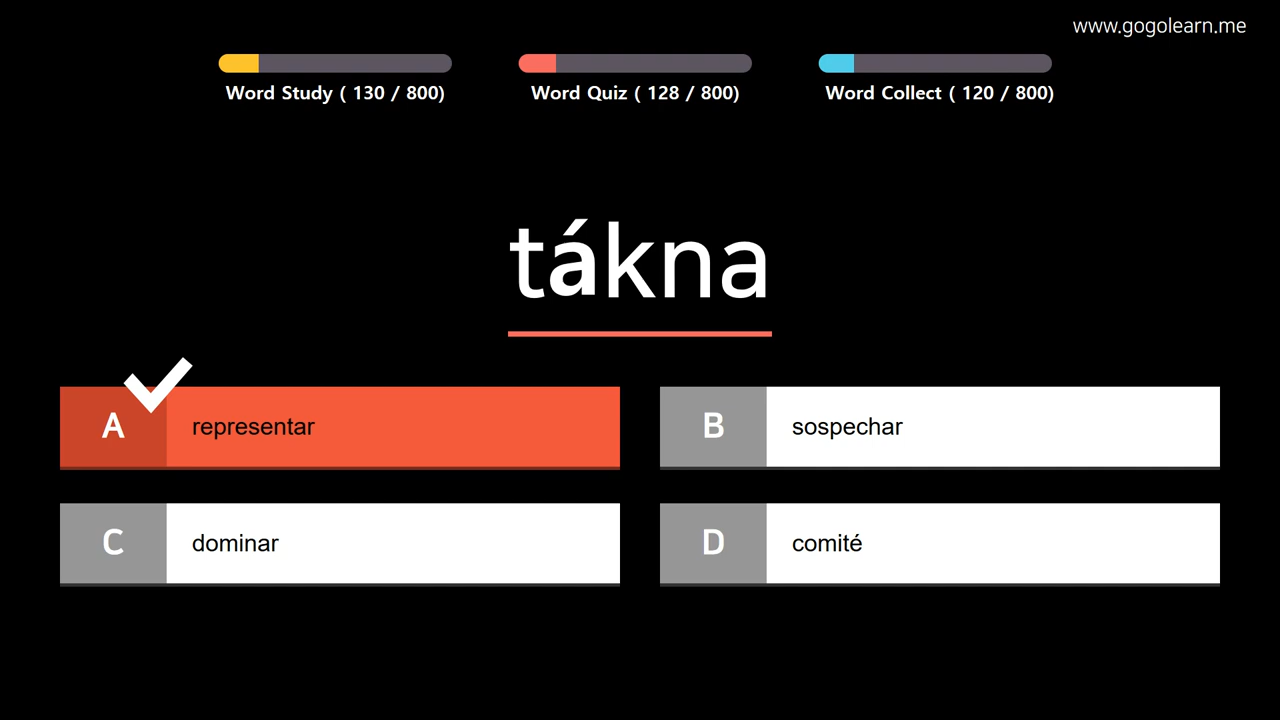 www.gogolearn.me
Word Study ( 130 / 800)
Word Quiz ( 128 / 800)
Word Collect ( 120 / 800)
tákna
A representar
B sospechar
C dominar
D comité